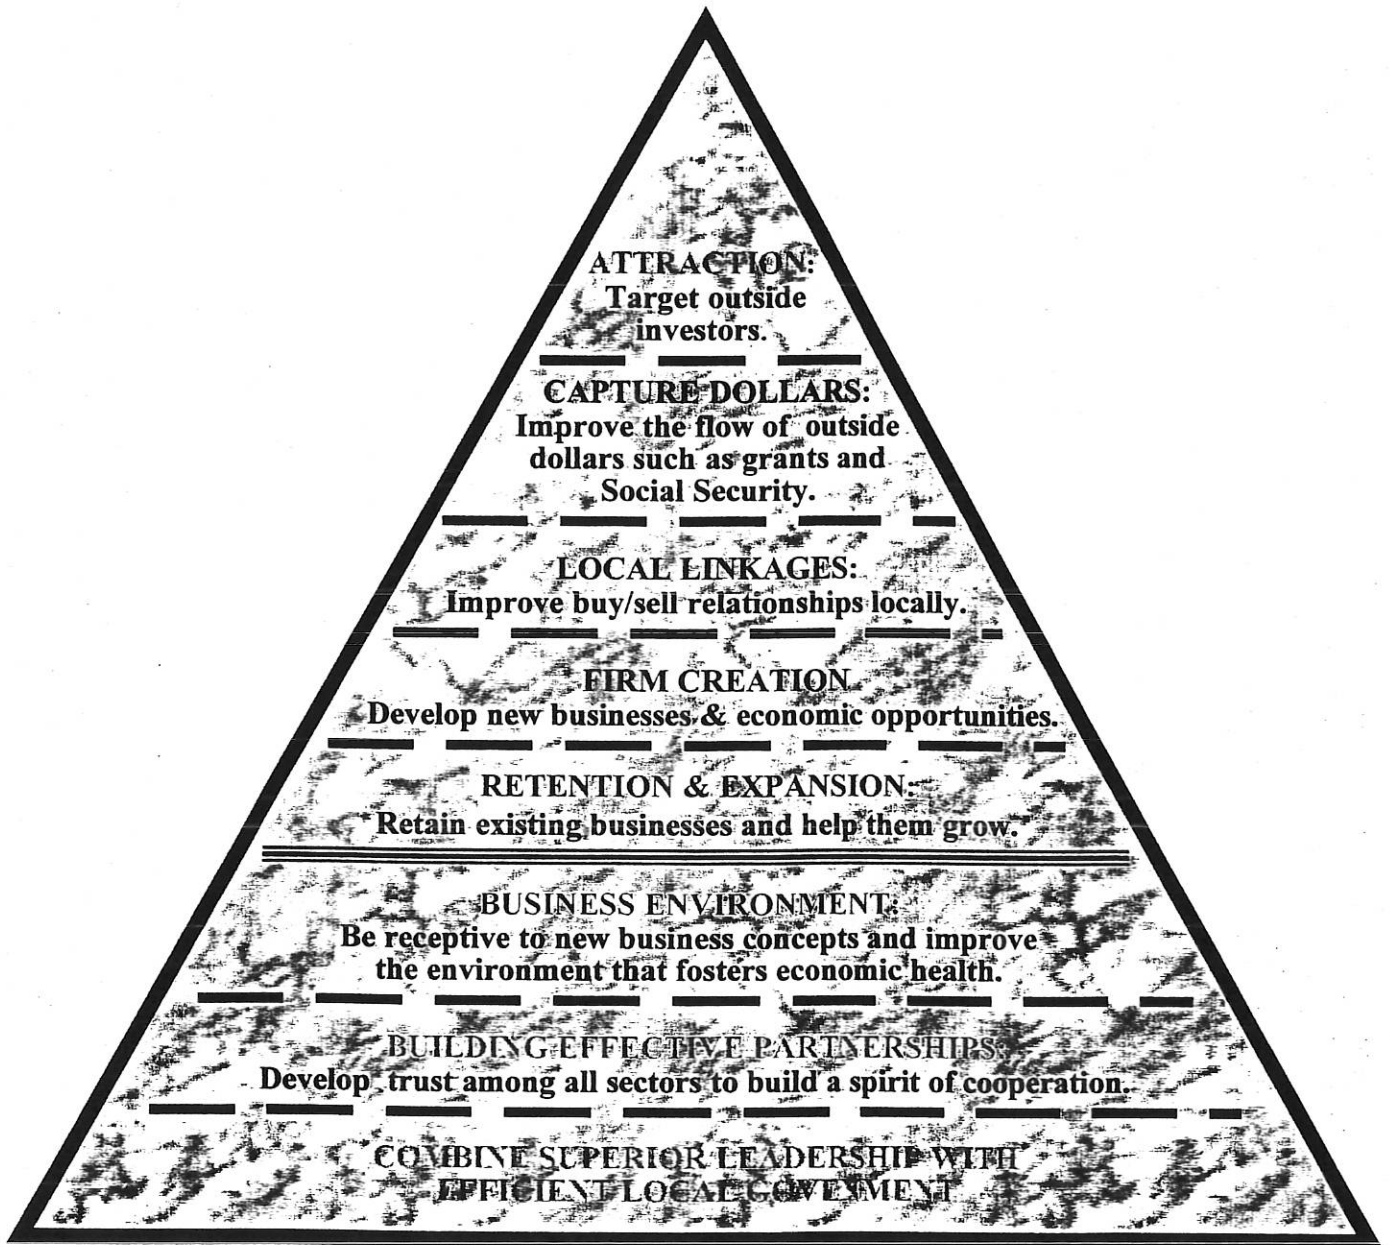 ATTRACTION:
Target outside
investors.
CAPTURE DOLLARS:
Improve the flow of outside
dollars such as grants and
Social Security.
LOCAL LINKAGES:
Improve buy/sell relationships locally.
FIRM CREATION
Develop new businesses & economic opportunities.
RETENTION & EXPANSION:
Retain existing businesses and help them grow.
BUSINESS ENVIRONMENT:
Be receptive to new business concepts and improve
the environment that fosters economic health.
BUILDING EFFECTIVE PARTNERSHIPS:
Develop trust among all sectors to build a spirit of cooperation.
COMBINE SUPERIOR LEADERSHIP WITH
EFFICIENT LOCAL GOVENMENT